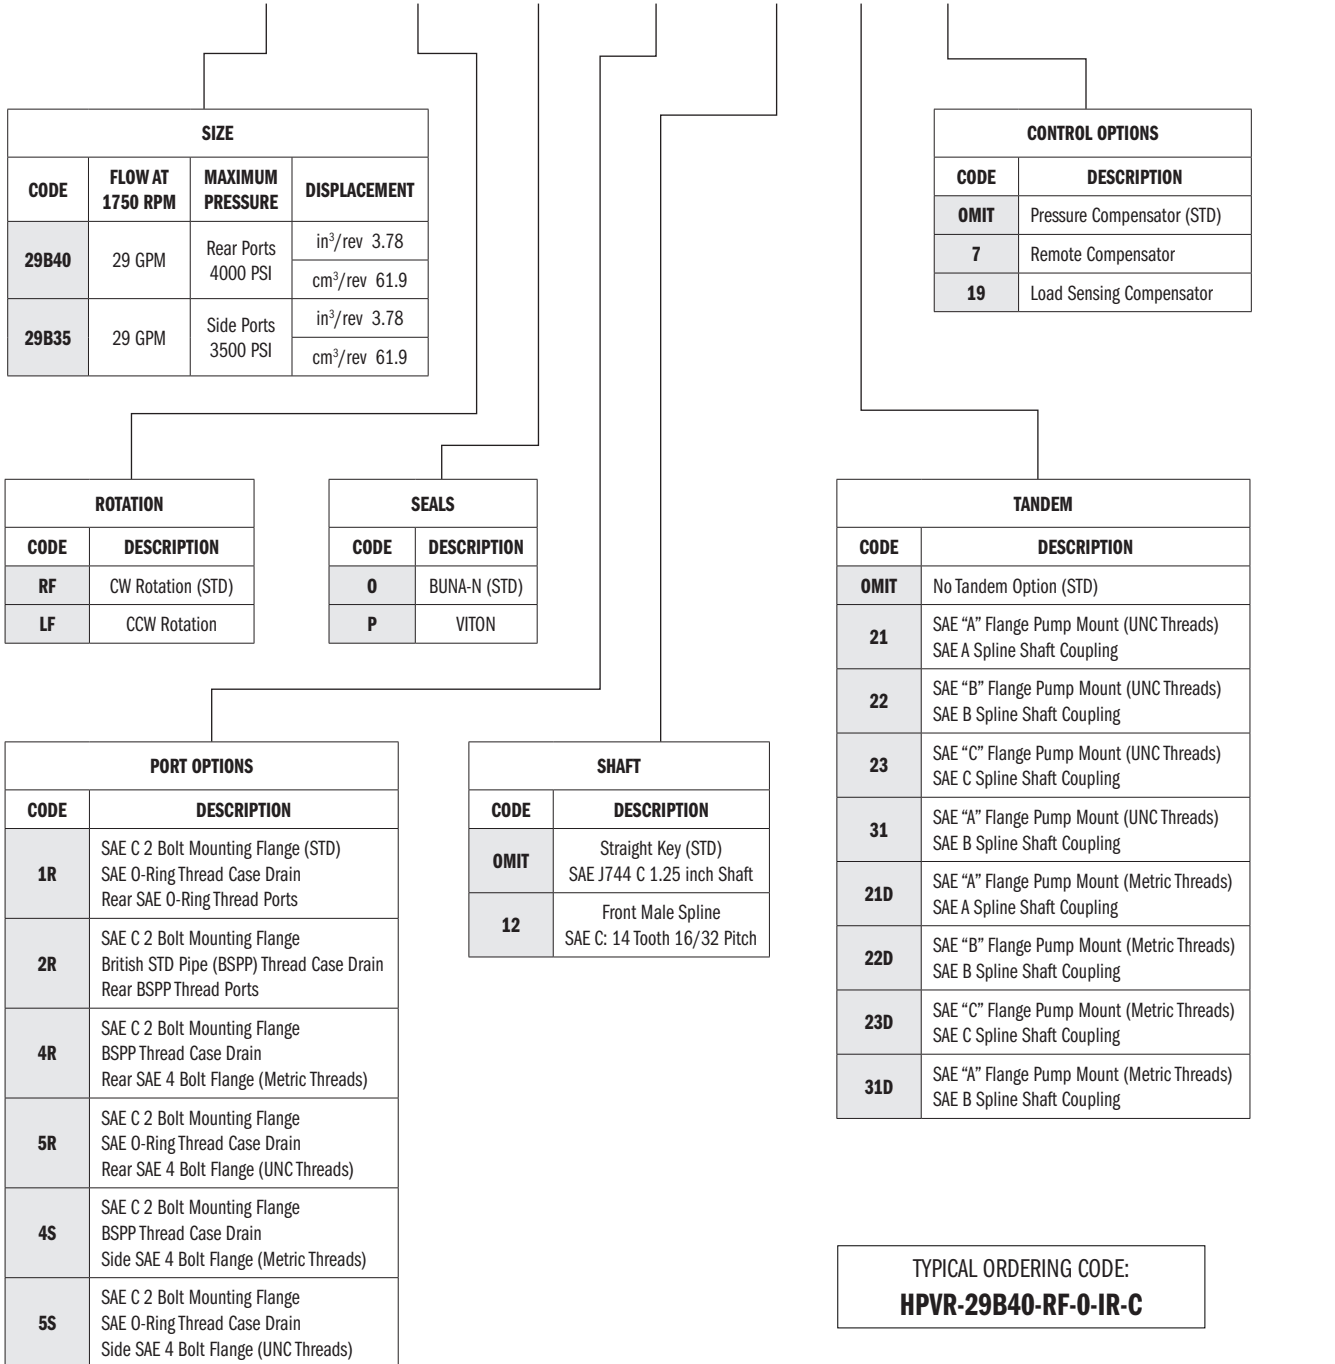 SIZE
CODE
FLOW AT
1750 RPM
MAXIMUM
PRESSURE
DISPLACEMENT
29B40
29 GPM
Rear Ports
4000 PSI
in³/rev 3.78
cm³/rev 61.9
29B35
29 GPM
Side Ports
3500 PSI
in³/rev 3.78
cm³/rev 61.9
CONTROL OPTIONS
CODE DESCRIPTION
OMIT Pressure Compensator (STD)
7 Remote Compensator
19 Load Sensing Compensator
ROTATION
CODE DESCRIPTION
RF CW Rotation (STD)
LF CCW Rotation
SEALS
CODE DESCRIPTION
O BUNA-N (STD)
P VITON
TANDEM
CODE DESCRIPTION
OMIT No Tandem Option (STD)
21
SAE “A” Flange Pump Mount (UNC Threads)
SAE A Spline Shaft Coupling
22
SAE “B” Flange Pump Mount (UNC Threads)
SAE B Spline Shaft Coupling
23
SAE “C” Flange Pump Mount (UNC Threads)
SAE C Spline Shaft Coupling
31
SAE “A” Flange Pump Mount (UNC Threads)
SAE B Spline Shaft Coupling
21D
SAE “A” Flange Pump Mount (Metric Threads)
SAE A Spline Shaft Coupling
22D
SAE “B” Flange Pump Mount (Metric Threads)
SAE B Spline Shaft Coupling
23D
SAE “C” Flange Pump Mount (Metric Threads)
SAE C Spline Shaft Coupling
31D
SAE “A” Flange Pump Mount (Metric Threads)
SAE B Spline Shaft Coupling
PORT OPTIONS
CODE DESCRIPTION
1R
SAE C 2 Bolt Mounting Flange (STD)
SAE O-Ring Thread Case Drain
Rear SAE O-Ring Thread Ports
2R
SAE C 2 Bolt Mounting Flange
British STD Pipe (BSPP) Thread Case Drain
Rear BSPP Thread Ports
4R
SAE C 2 Bolt Mounting Flange
BSPP Thread Case Drain
Rear SAE 4 Bolt Flange (Metric Threads)
5R
SAE C 2 Bolt Mounting Flange
SAE O-Ring Thread Case Drain
Rear SAE 4 Bolt Flange (UNC Threads)
4S
SAE C 2 Bolt Mounting Flange
BSPP Thread Case Drain
Side SAE 4 Bolt Flange (Metric Threads)
5S
SAE C 2 Bolt Mounting Flange
SAE O-Ring Thread Case Drain
Side SAE 4 Bolt Flange (UNC Threads)
SHAFT
CODE DESCRIPTION
OMIT
Straight Key (STD)
SAE J744 C 1.25 inch Shaft
12
Front Male Spline
SAE C: 14 Tooth 16/32 Pitch
TYPICAL ORDERING CODE:
HPVR-29B40-RF-O-IR-C